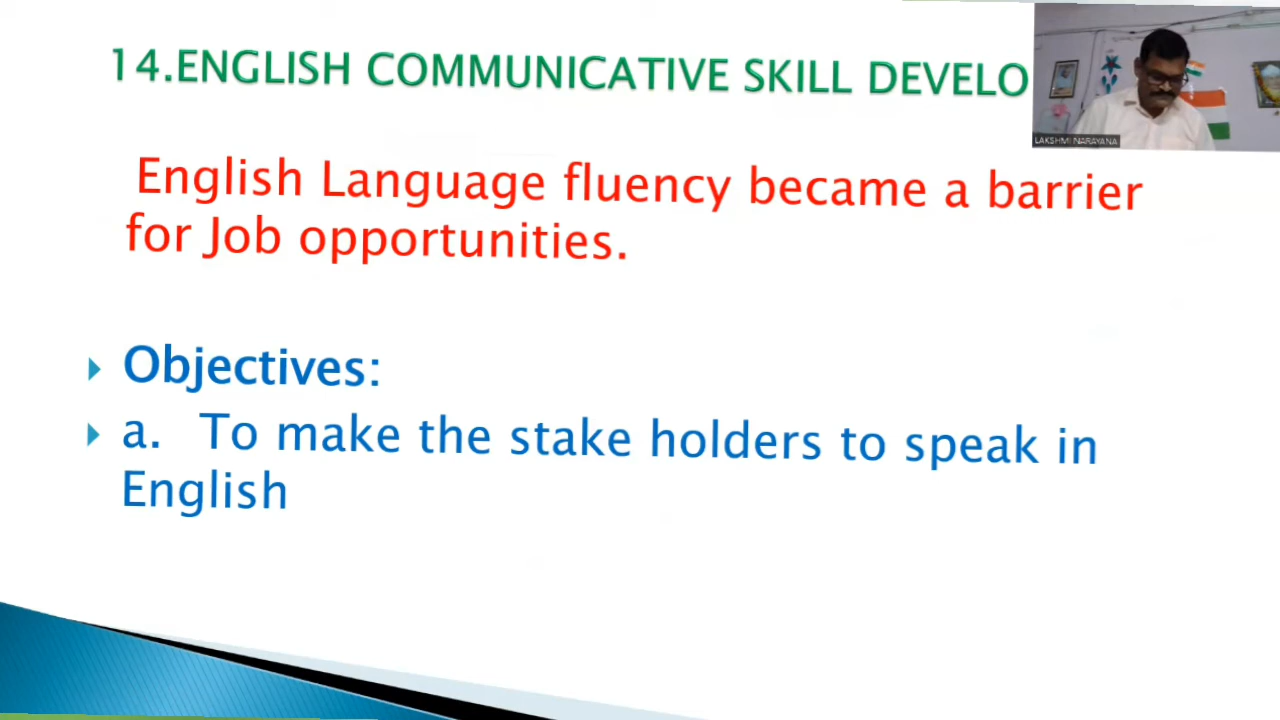 14.ENGLISH COMMUNICATIVE SKILL DEVELO
LAKSHMI NARAYANA
English Language fluency became a barrier
for Job opportunities.
Objectives:
a. To make the stake holders to speak in
English